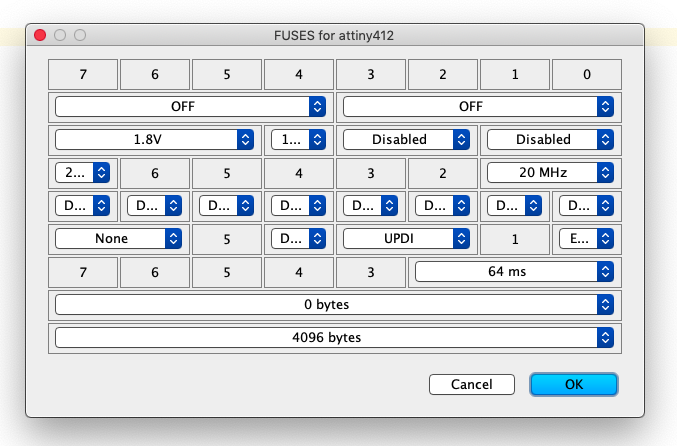 FUSES for attiny412
7 6 5 4 3 2 1 0
OFF OFF
1.8V 1... Disabled Disabled
2... 6 5 4 3 2 20 MHz
D... D... D... D... D... D... D... D...
None 5 D... UPDI 1 E...
7 6 5 4 3 64 ms
0 bytes
4096 bytes
Cancel OK